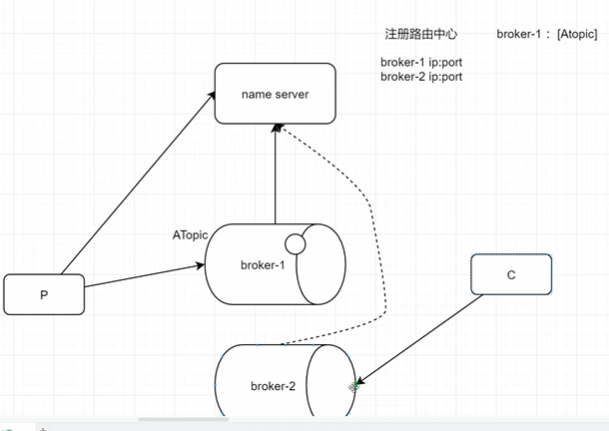 注册路由中心
broker-1 : [Atopic]
broker-1 ip:port
broker-2 ip:port
name server
ATopic
broker-1
P
C
broker-2